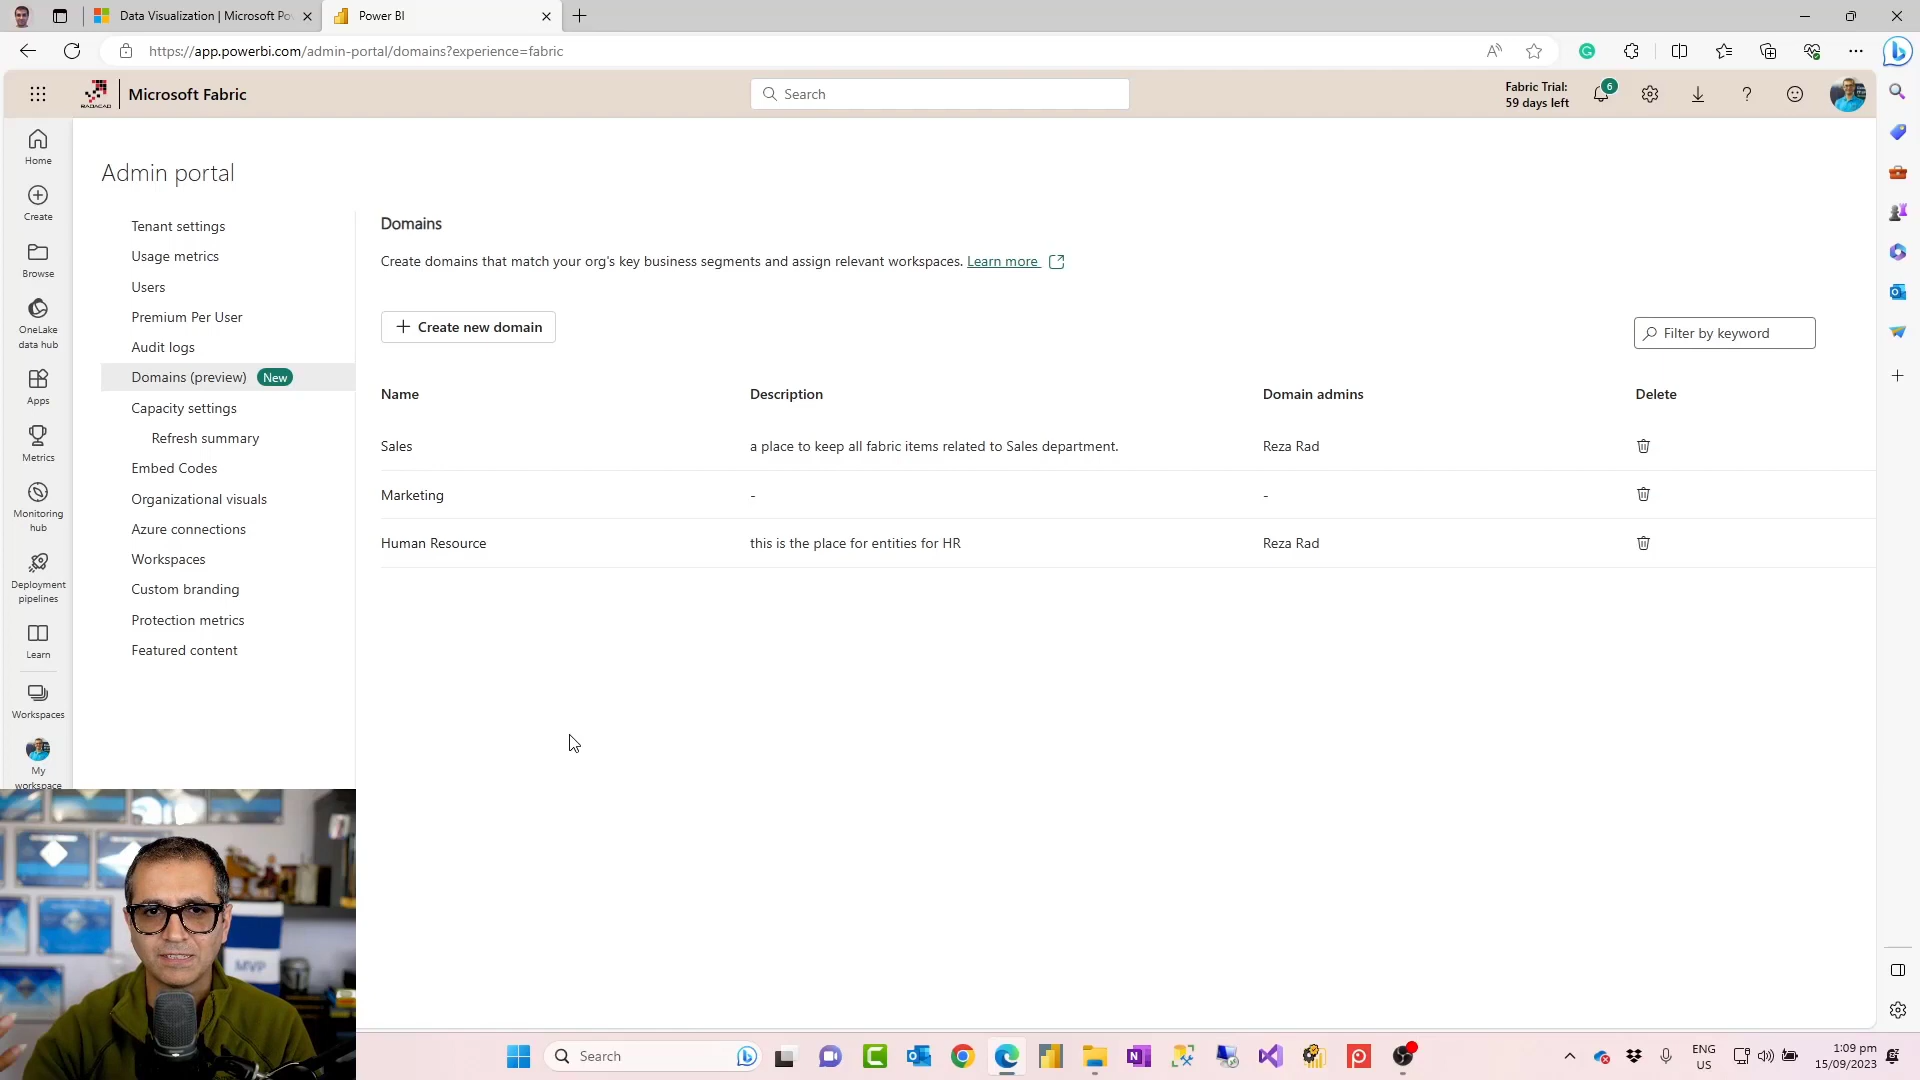 Data Visualization | Microsoft Po
Power BI
https://app.powerbi.com/admin-portal/domains?experience=fabric
RADACAD
Microsoft Fabric
Search
Fabric Trial:
59 days left
6
Home
Create
Browse
OneLake
data hub
Apps
Metrics
Monitoring
hub
Deployment
pipelines
Learn
Workspaces
My
workspace
Admin portal
Tenant settings
Usage metrics
Users
Premium Per User
Audit logs
Domains (preview) New
Capacity settings
Refresh summary
Embed Codes
Organizational visuals
Azure connections
Workspaces
Custom branding
Protection metrics
Featured content
Domains
Create domains that match your org's key business segments and assign relevant workspaces. Learn more
Create new domain
Filter by keyword
Name Description Domain admins Delete
Sales a place to keep all fabric items related to Sales department. Reza Rad
Marketing - -
Human Resource this is the place for entities for HR Reza Rad
MVP
Search
ENG
US
1:09 pm
15/09/2023